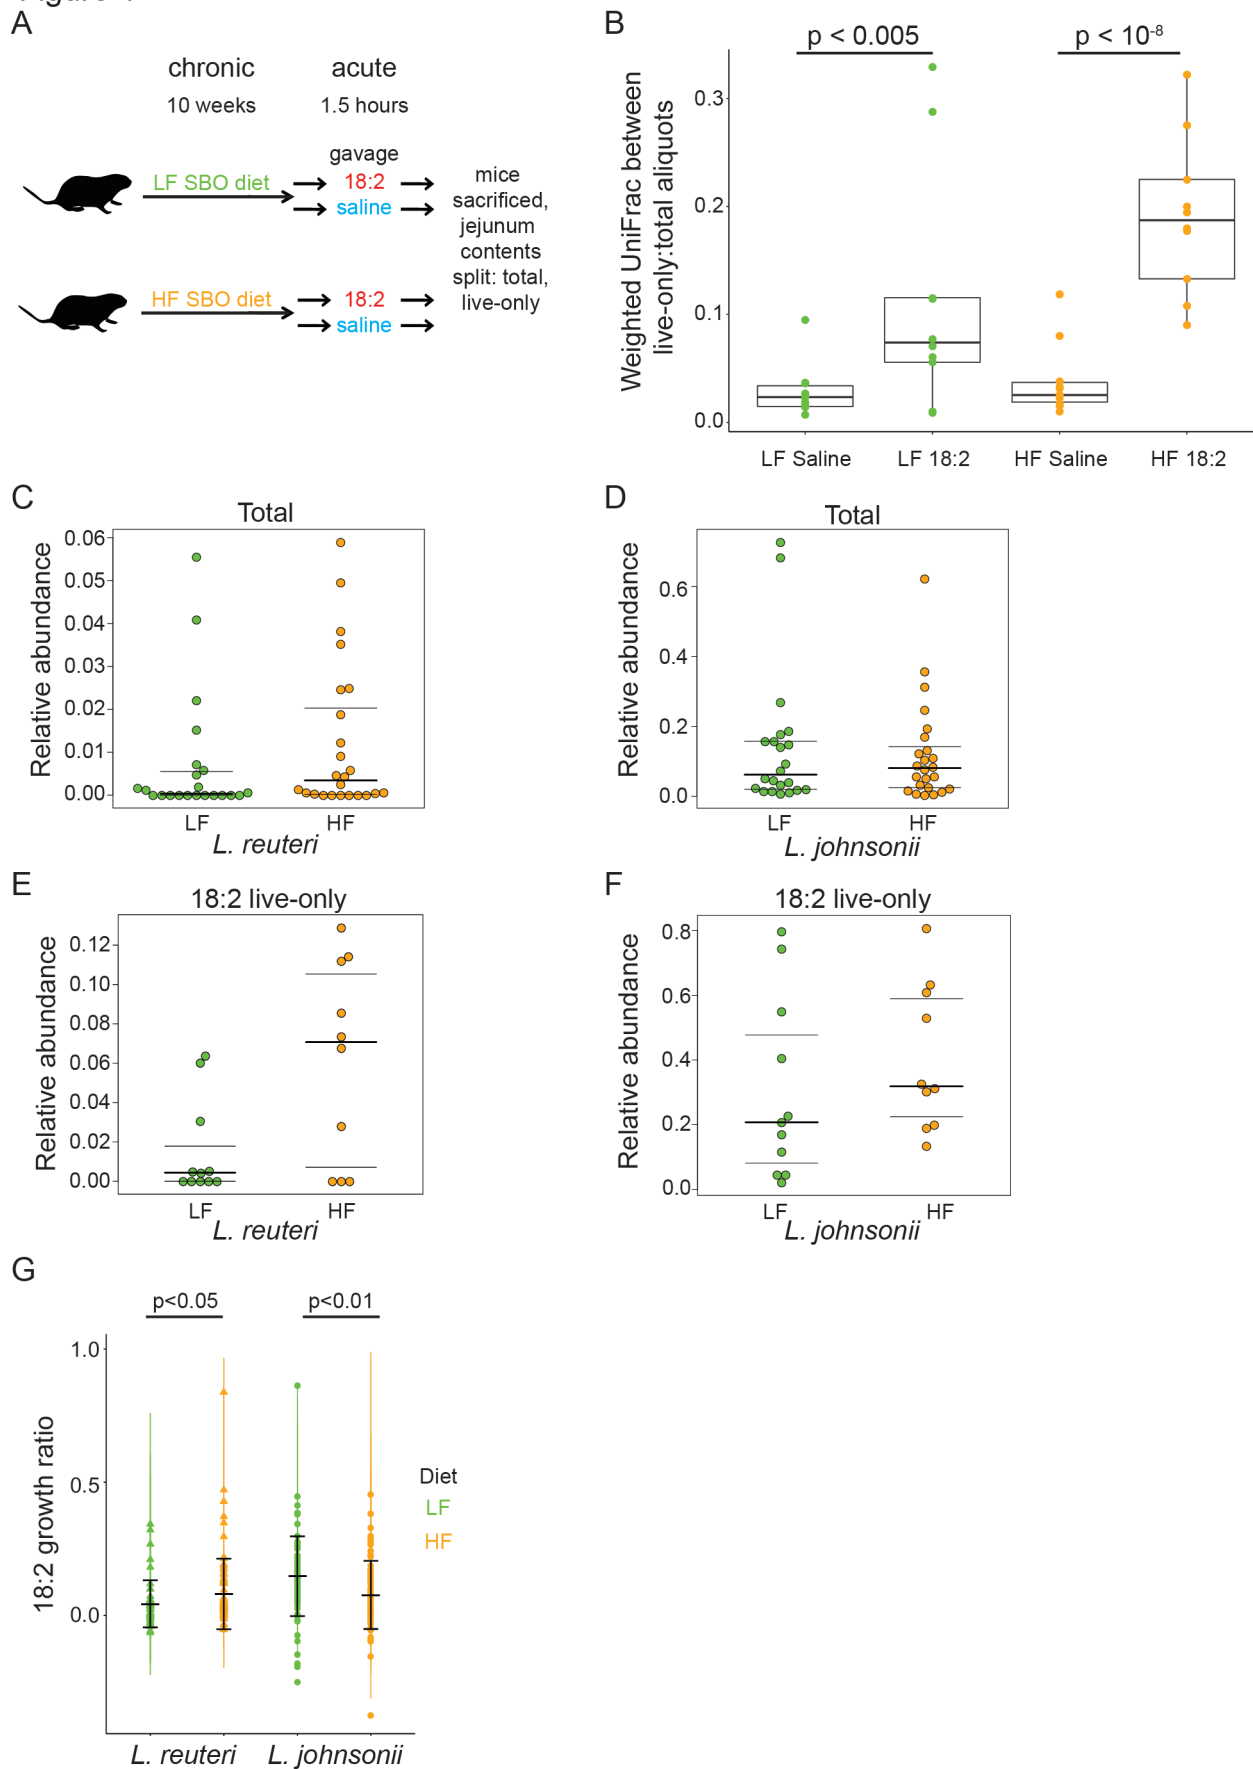 A
chronic
acute
10 weeks
1.5 hours
gavage
LF SBO diet
18:2
saline
HF SBO diet
18:2
saline
mice
sacrificed,
jejunum
contents
split: total,
live-only
B
p < 0.005
p < 10-8
Weighted UniFrac between
live-only:total aliquots
0.3
0.2
0.1
0.0
LF Saline
LF 18:2
HF Saline
HF 18:2
C
Total
Relative abundance
0.06
0.05
0.04
0.03
0.02
0.01
0.00
LF
HF
L. reuteri
D
Total
Relative abundance
0.6
0.4
0.2
0.0
LF
HF
L. johnsonii
E
18:2 live-only
Relative abundance
0.12
0.10
0.08
0.06
0.04
0.02
0.00
LF
HF
L. reuteri
F
18:2 live-only
Relative abundance
0.8
0.6
0.4
0.2
0.0
LF
HF
L. johnsonii
G
p<0.05
p<0.01
18:2 growth ratio
1.0
0.5
0.0
Diet
LF
HF
L. reuteri
L. johnsonii